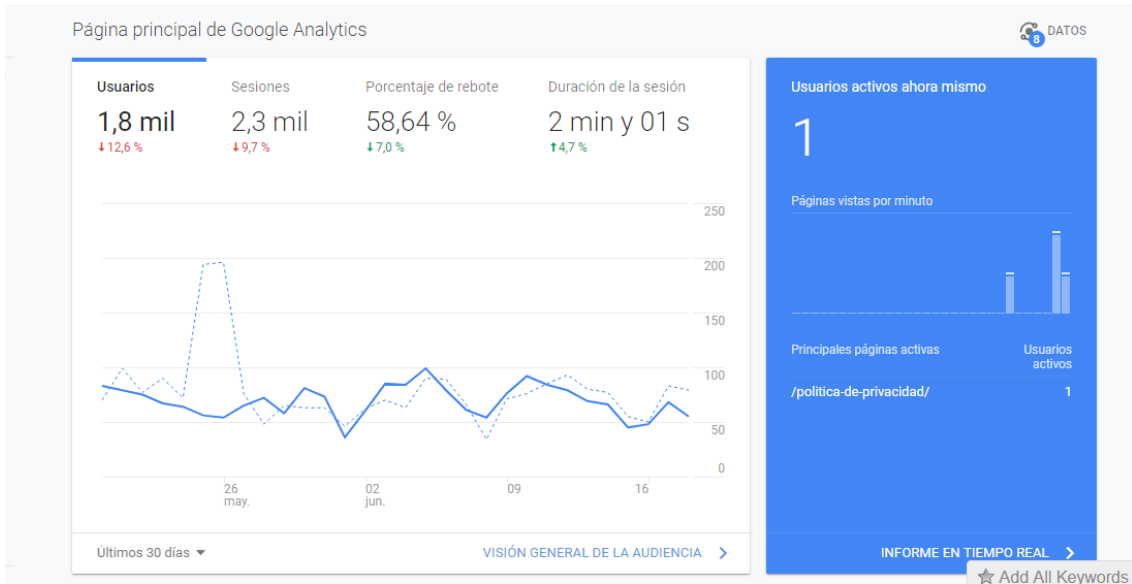 Página principal de Google Analytics
8 DATOS
Usuarios
1,8 mil
12,6 %
Sesiones
2,3 mil
9,7 %
Porcentaje de rebote
58,64 %
7,0 %
Duración de la sesión
2 min y 01 s
4,7 %
250
200
150
100
50
0
26
may.
02
jun.
09
16
Últimos 30 días
VISIÓN GENERAL DE LA AUDIENCIA
Usuarios activos ahora mismo
1
Páginas vistas por minuto
Principales páginas activas
Usuarios
activos
/politica-de-privacidad/ 1
INFORME EN TIEMPO REAL
Add All Keywords